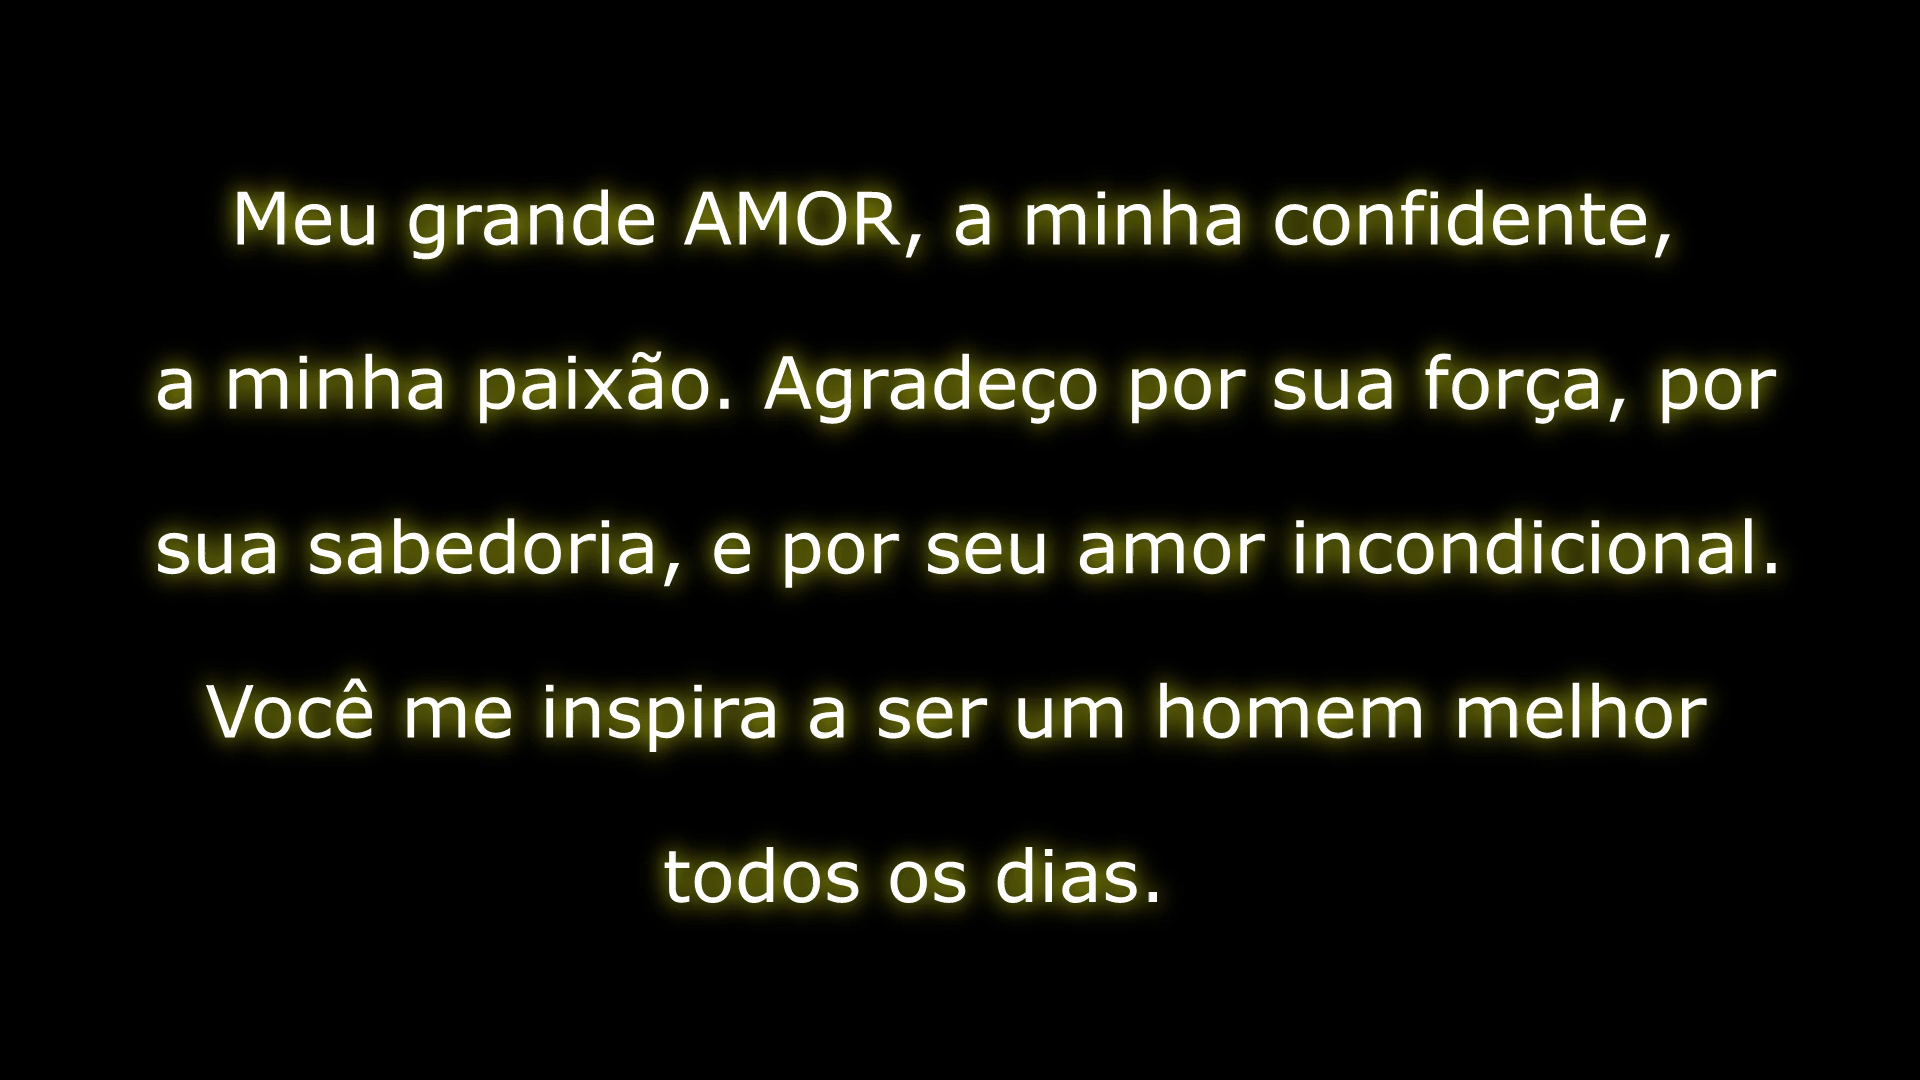 Meu grande AMOR, a minha confidente,
a minha paixão. Agradeço por sua força, por
sua sabedoria, e por seu amor incondicional.
Você me inspira a ser um homem melhor
todos os dias.